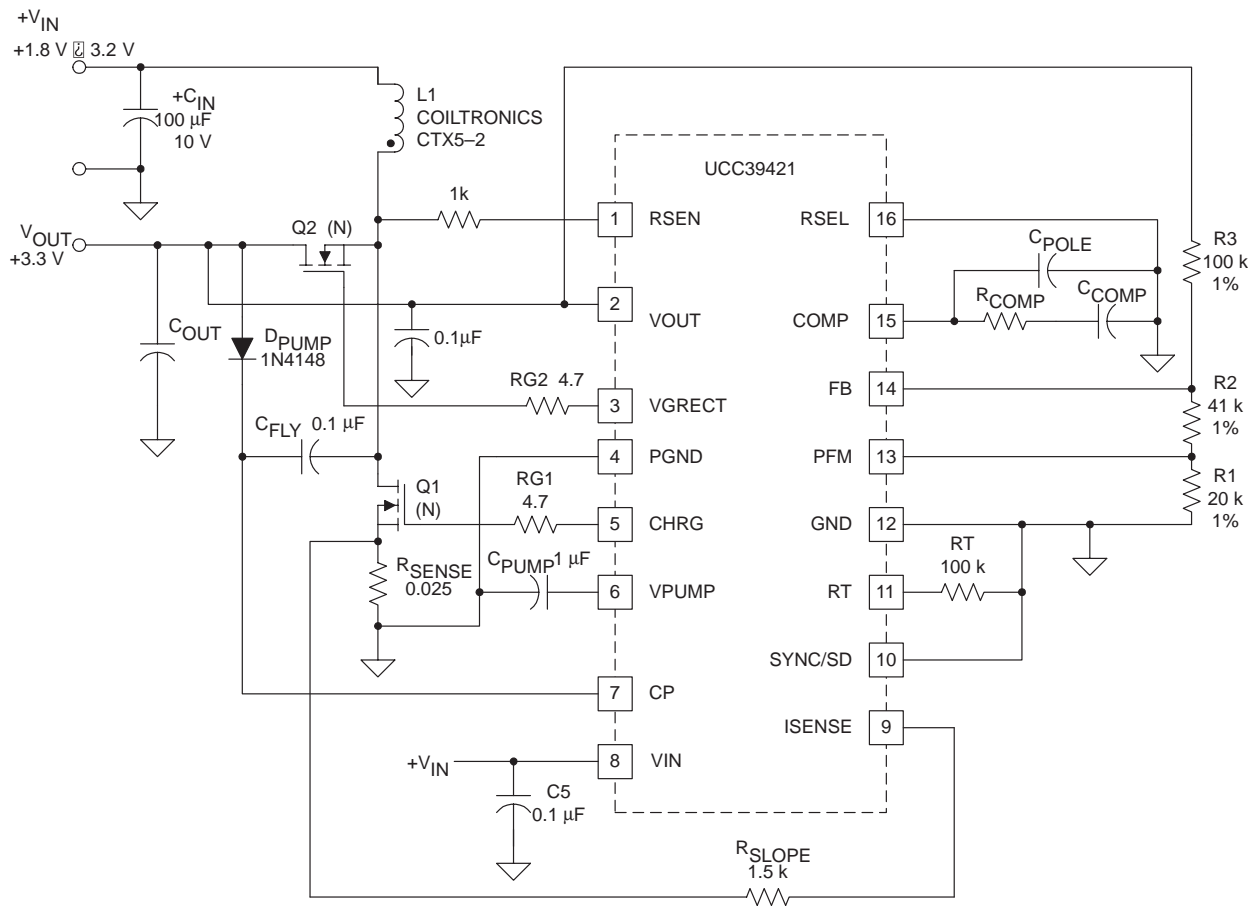 +VIN
+1.8 V ⍰ 3.2 V
+CIN
100 µF
10 V
L1
COILTRONICS
CTX5–2
UCC39421
1k
1
RSEN
RSEL
16
Q2 (N)
VOUT
+3.3 V
CPOLE
R3
100 k
1%
RCOMP
CCOMP
2
VOUT
COMP
15
COUT
DPUMP
1N4148
0.1µF
RG2 4.7
3
VGRECT
FB
14
R2
41 k
1%
CFLY 0.1 µF
4
PGND
PFM
13
Q1
(N)
RG1
4.7
5
CHRG
GND
12
R1
20 k
1%
RSENSE
0.025
CPUMP 1 µF
6
VPUMP
RT
11
RT
100 k
SYNC/SD
10
7
CP
ISENSE
9
+VIN
8
VIN
C5
0.1 µF
RSLOPE
1.5 k